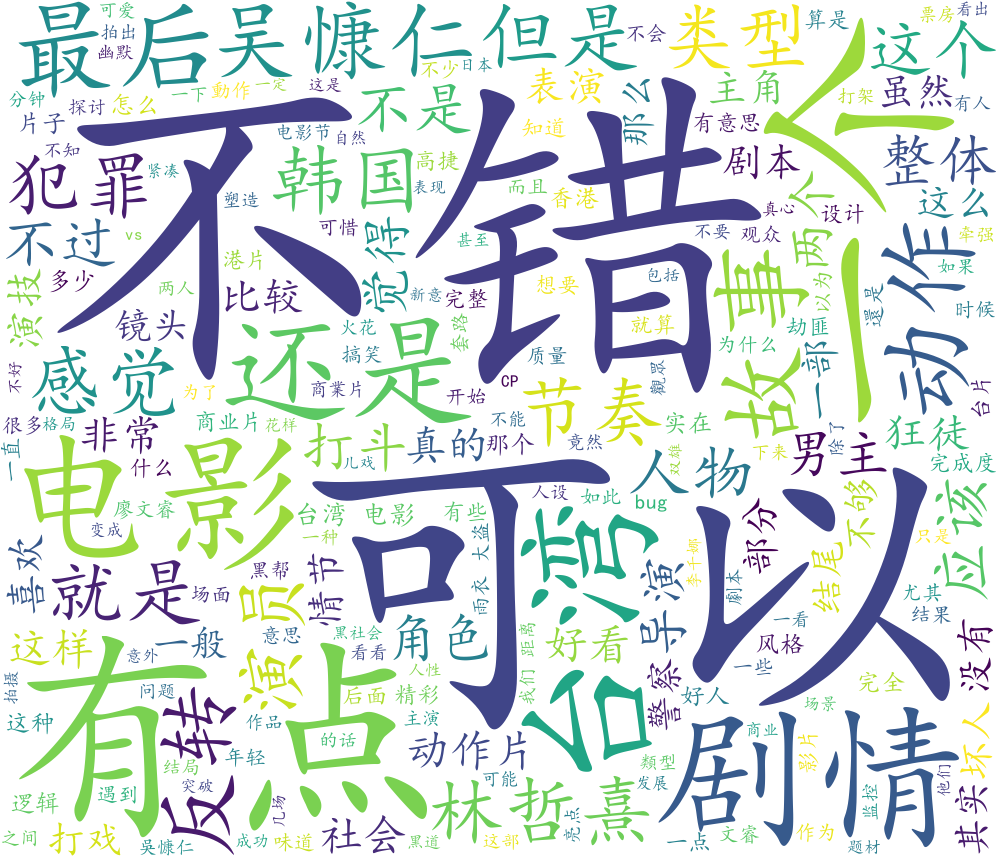 可爱
拍出
幽默
最后
吴慷仁
但是
不会
类型
算是
票房
看出
这个
分钟
探讨
怎么
一下
動作
一定
不少
日本
这是
表演
那么
主角
打架
有人
虽然
片子
不是
知道
有意思
不错
一个
不知
紧凑
电影节
自然
犯罪
韩国
高捷
表现
而且
香港
剧本
真心
设计
整体
塑造
可惜
不过
觉得
甚至
不要
观众
两个
这么
牵强
vs
港片
多少
比较
两人
新意
完整
想要
包括
故事
以为
動作
如果
还是
时候
演技
镜头
火花
套路
就算
为什么
劫匪
一部
动作
台片
感觉
搞笑
质量
觀眾
不好
为了
商業片
开始
CP
节奏
很多
格局
商业片
花样
不能
实在
除了
下来
狂徒
非常
打斗
真的
那个
竟然
男主
一直
什么
儿戏
双雄
完成度
电影
可以
人物
人设
如此
bug
廖文睿
台湾
电影
有些
大盗
不够
应该
变成
一种
喜欢
就是
场面
黑帮
情节
雨衣
台湾
导演
李千娜
劇本
部分
结尾
只是
尤其
结果
这样
一般
意思
黑社会
看看
角色
好看
一看
风格
没有
有点
意外
演员
人性
我们
距离
警察
一些
拍摄
这种
问题
反转
后面
精彩
好人
完全
作品
主演
场景
剧情
商业
影片
坏人
年轻
的话
动作片
結局
可能
類型
发展
监控
他们
逻辑
遇到
突破
林哲熹
其实
之间
打戏
几场
成功
味道
社会
黑道
这部
亮点
一点
文睿
作为
吴慷仁
题材